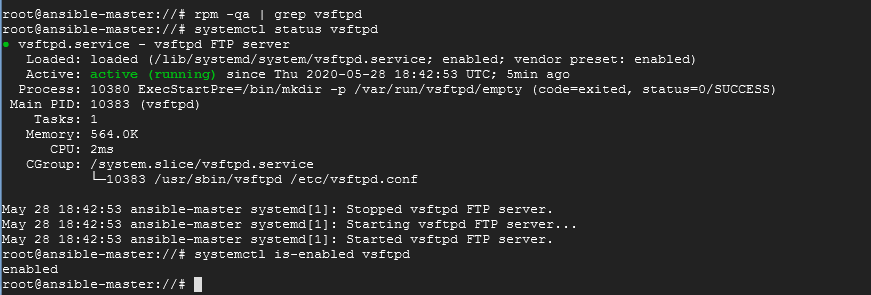 root@ansible-master://# rpm -qa | grep vsftpd
root@ansible-master://# systemctl status vsftpd
● vsftpd.service - vsftpd FTP server
   Loaded: loaded (/lib/systemd/system/vsftpd.service; enabled; vendor preset: enabled)
   Active: active (running) since Thu 2020-05-28 18:42:53 UTC; 5min ago
  Process: 10380 ExecStartPre=/bin/mkdir -p /var/run/vsftpd/empty (code=exited, status=0/SUCCESS)
 Main PID: 10383 (vsftpd)
    Tasks: 1
   Memory: 564.0K
      CPU: 2ms
   CGroup: /system.slice/vsftpd.service
           └─10383 /usr/sbin/vsftpd /etc/vsftpd.conf
May 28 18:42:53 ansible-master systemd[1]: Stopped vsftpd FTP server.
May 28 18:42:53 ansible-master systemd[1]: Starting vsftpd FTP server...
May 28 18:42:53 ansible-master systemd[1]: Started vsftpd FTP server.
root@ansible-master://# systemctl is-enabled vsftpd
enabled
root@ansible-master://#